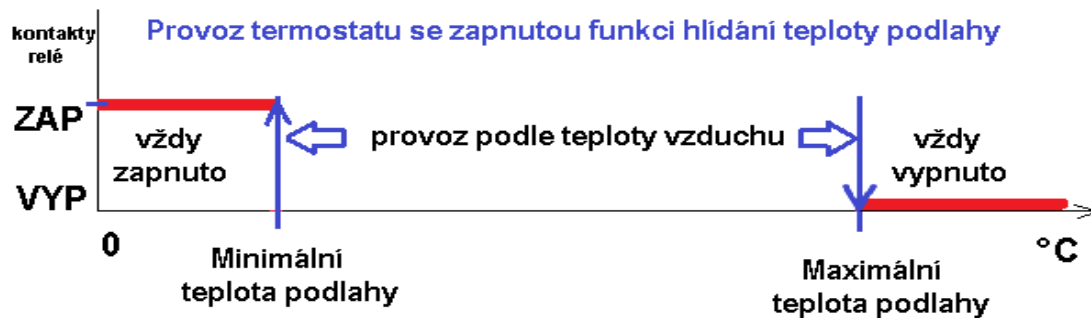 Provoz termostatu se zapnutou funkci hlídání teploty podlahy
kontakty
relé
ZAP
vždy
zapnuto
provoz podle teploty vzduchu
vždy
vypnuto
VYP
0
°C
Minimální
teplota podlahy
Maximální
teplota podlahy